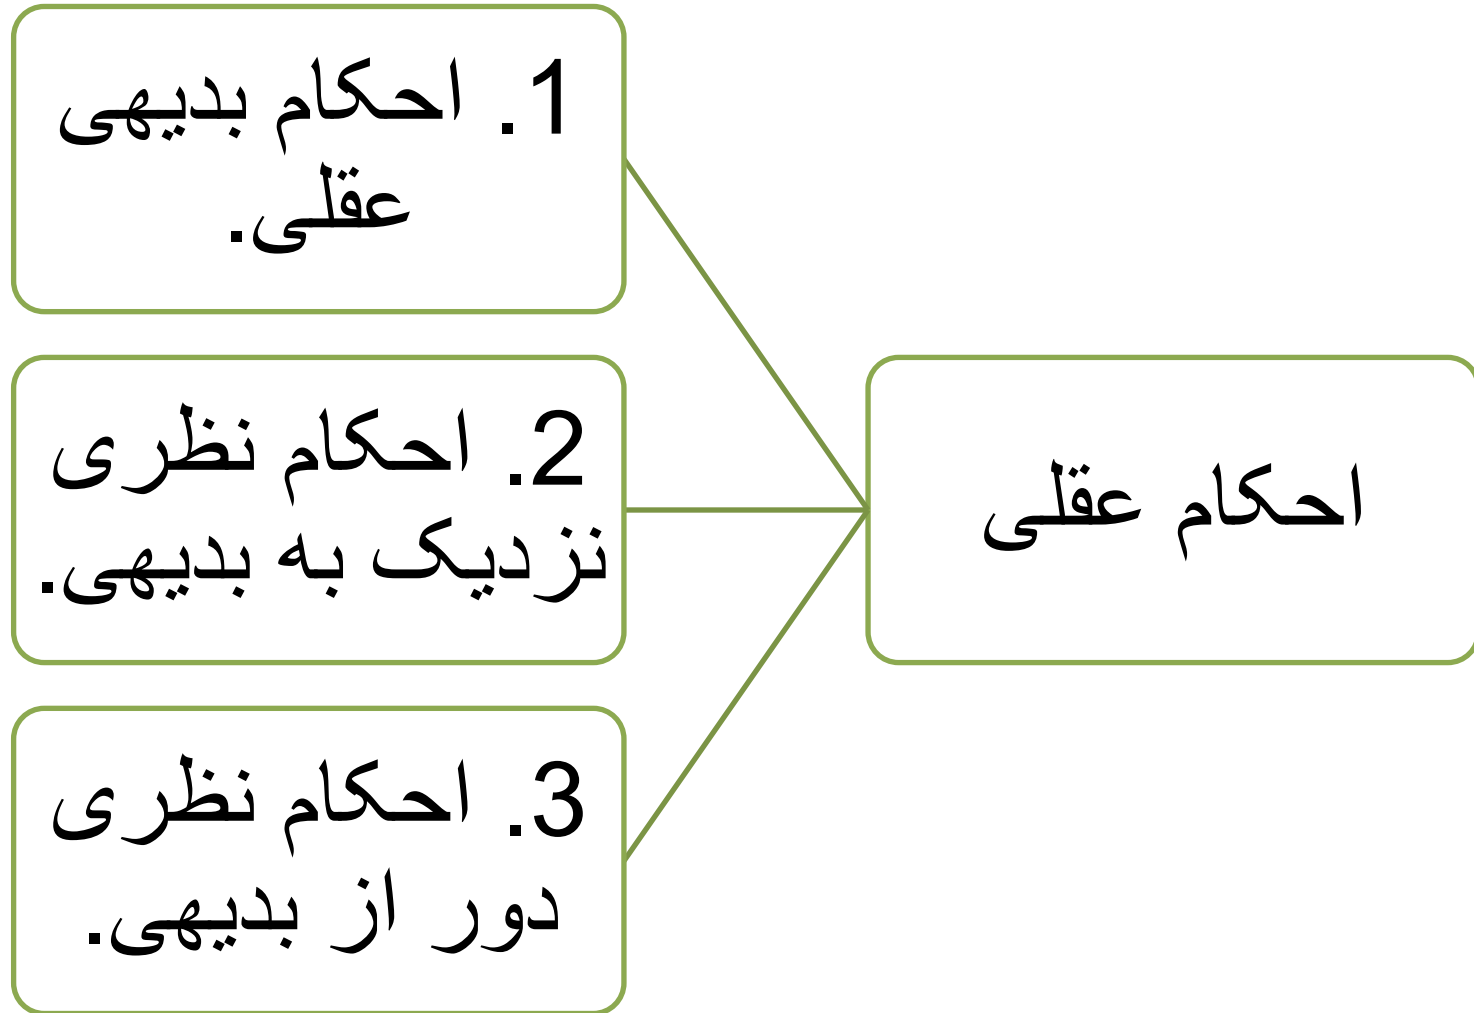 احکام عقلی
1. احکام بدیهی
عقلی.
2. احکام نظری
نزدیک به بدیهی.
3. احکام نظری
دور از بدیهی.